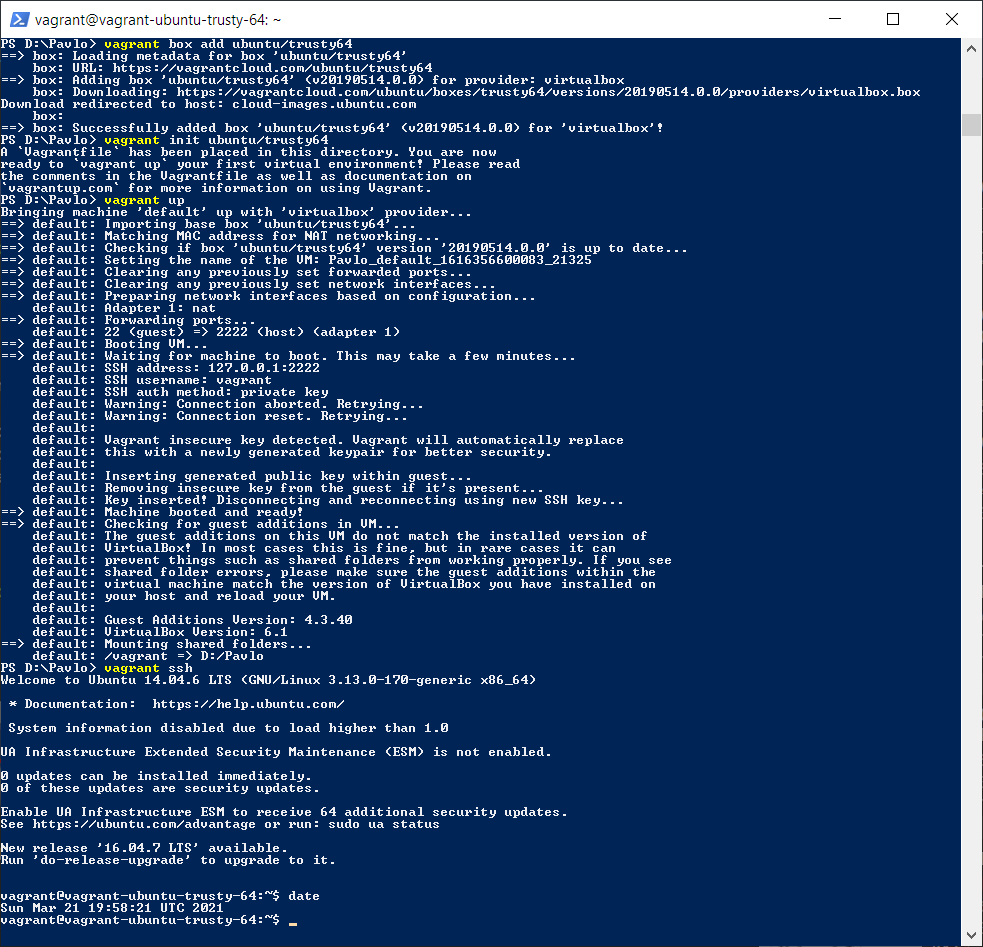 vagrant@vagrant-ubuntu-trusty-64: ~
PS D:\Pavlo> vagrant box add ubuntu/trusty64
==> box: Loading metadata for box 'ubuntu/trusty64'
    box: URL: https://vagrantcloud.com/ubuntu/trusty64
==> box: Adding box 'ubuntu/trusty64' (v20190514.0.0) for provider: virtualbox
    box: Downloading: https://vagrantcloud.com/ubuntu/boxes/trusty64/versions/20190514.0.0/providers/virtualbox.box
Download redirected to host: cloud-images.ubuntu.com
    box:
==> box: Successfully added box 'ubuntu/trusty64' (v20190514.0.0) for 'virtualbox'!
PS D:\Pavlo> vagrant init ubuntu/trusty64
A `Vagrantfile` has been placed in this directory. You are now
ready to `vagrant up` your first virtual environment! Please read
the comments in the Vagrantfile as well as documentation on
`vagrantup.com` for more information on using Vagrant.
PS D:\Pavlo> vagrant up
Bringing machine 'default' up with 'virtualbox' provider...
==> default: Importing base box 'ubuntu/trusty64'...
==> default: Matching MAC address for NAT networking...
==> default: Checking if box 'ubuntu/trusty64' version '20190514.0.0' is up to date...
==> default: Setting the name of the VM: Pavlo_default_1616356600083_21325
==> default: Clearing any previously set forwarded ports...
==> default: Clearing any previously set network interfaces...
==> default: Preparing network interfaces based on configuration...
    default: Adapter 1: nat
==> default: Forwarding ports...
    default: 22 (guest) => 2222 (host) (adapter 1)
==> default: Booting VM...
==> default: Waiting for machine to boot. This may take a few minutes...
    default: SSH address: 127.0.0.1:2222
    default: SSH username: vagrant
    default: SSH auth method: private key
    default: Warning: Connection aborted. Retrying...
    default: Warning: Connection reset. Retrying...
    default:
    default: Vagrant insecure key detected. Vagrant will automatically replace
    default: this with a newly generated keypair for better security.
    default:
    default: Inserting generated public key within guest...
    default: Removing insecure key from the guest if it's present...
    default: Key inserted! Disconnecting and reconnecting using new SSH key...
==> default: Machine booted and ready!
==> default: Checking for guest additions in VM...
    default: The guest additions on this VM do not match the installed version of
    default: VirtualBox! In most cases this is fine, but in rare cases it can
    default: prevent things such as shared folders from working properly. If you see
    default: shared folder errors, please make sure the guest additions within the
    default: virtual machine match the version of VirtualBox you have installed on
    default: your host and reload your VM.
    default:
    default: Guest Additions Version: 4.3.40
    default: VirtualBox Version: 6.1
==> default: Mounting shared folders...
    default: /vagrant => D:/Pavlo
PS D:\Pavlo> vagrant ssh
Welcome to Ubuntu 14.04.6 LTS (GNU/Linux 3.13.0-170-generic x86_64)
 * Documentation:  https://help.ubuntu.com/
 System information disabled due to load higher than 1.0
UA Infrastructure Extended Security Maintenance (ESM) is not enabled.
0 updates can be installed immediately.
0 of these updates are security updates.
Enable UA Infrastructure ESM to receive 64 additional security updates.
See https://ubuntu.com/advantage or run: sudo ua status
New release '16.04.7 LTS' available.
Run 'do-release-upgrade' to upgrade to it.
vagrant@vagrant-ubuntu-trusty-64:~$ date
Sun Mar 21 19:58:21 UTC 2021
vagrant@vagrant-ubuntu-trusty-64:~$ _